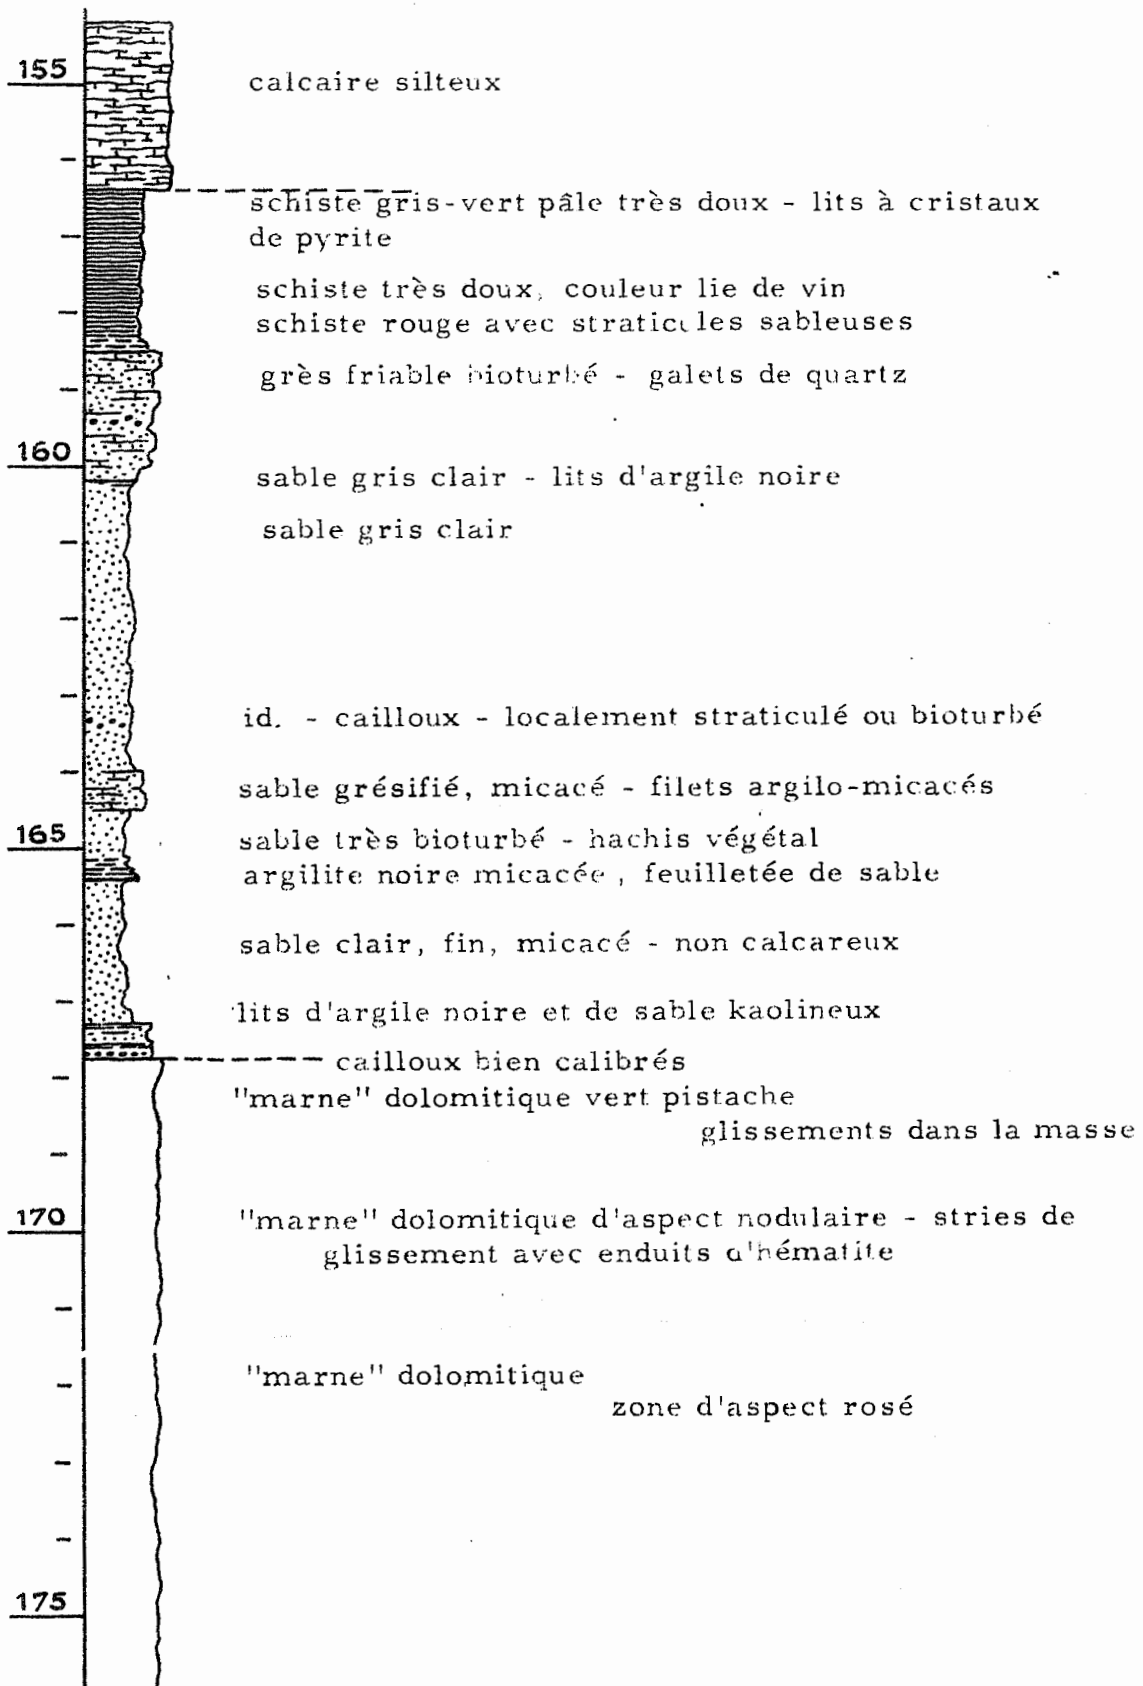 155
calcaire silteux
schiste gris-vert pâle très doux - lits à cristaux
de pyrite
schiste très doux, couleur lie de vin
schiste rouge avec straticules sableuses
grès friable bioturbé - galets de quartz
160
sable gris clair - lits d'argile noire
sable gris clair
id. - cailloux - localement straticulé ou bioturbé
sable grésifié, micacé - filets argilo-micacés
165
sable très bioturbé - hachis végétal
argilite noire micacée, feuilletée de sable
sable clair, fin, micacé - non calcareux
lits d'argile noire et de sable kaolineux
cailloux bien calibrés
"marne" dolomitique vert pistache
glissements dans la masse
170
"marne" dolomitique d'aspect nodulaire - stries de
glissement avec enduits d'hématite
"marne" dolomitique
zone d'aspect rosé
175